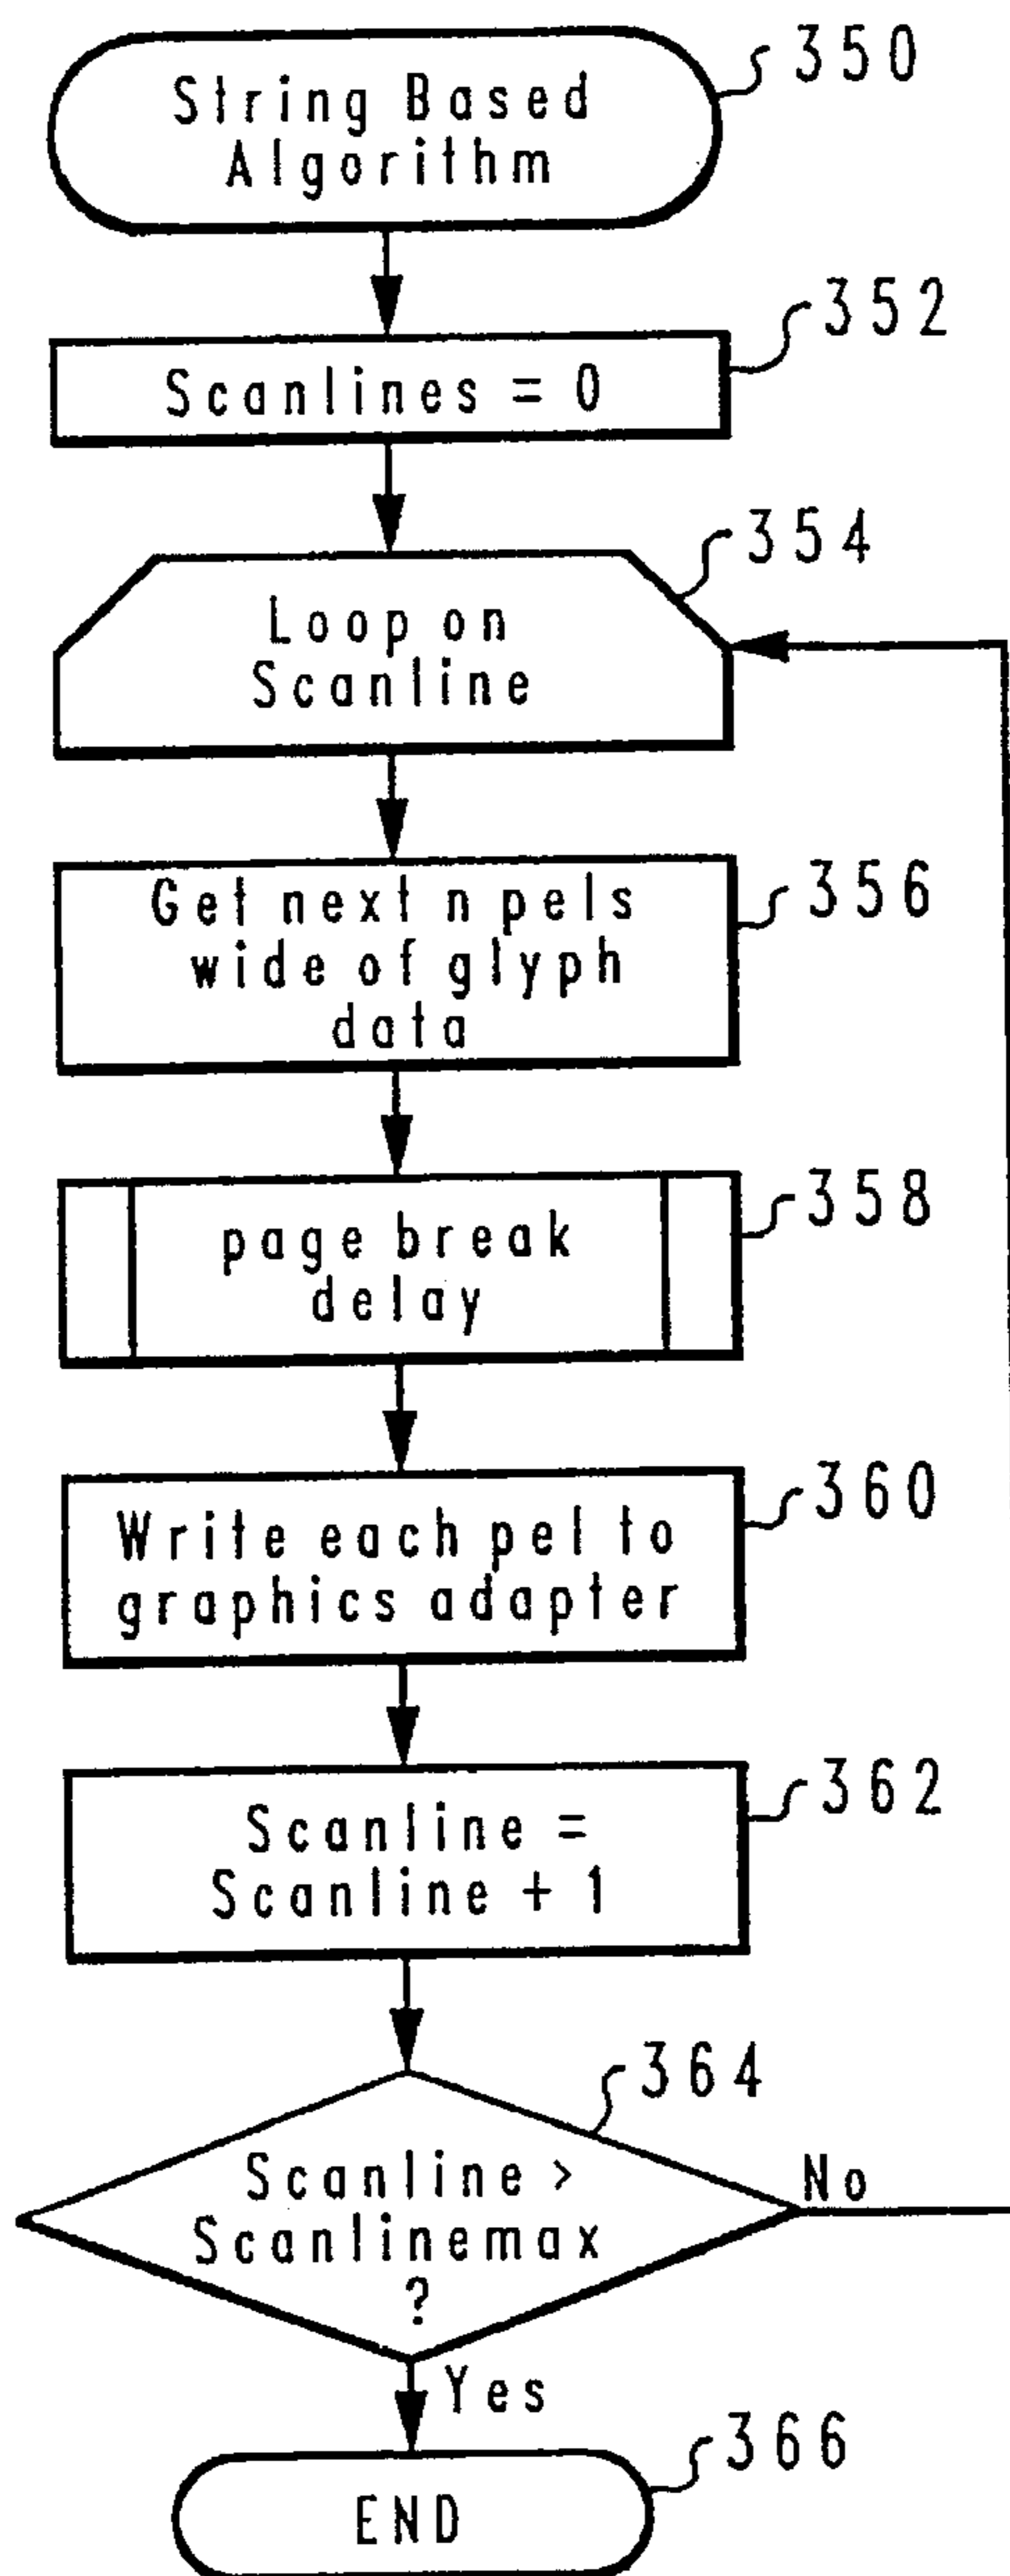 350
String Based
Algorithm
352
Scanlines = 0
354
Loop on
Scanline
356
Get next n pels
wide of glyph
data
358
page break
delay
360
Write each pel to
graphics adapter
362
Scanline =
Scanline + 1
364
Scanline >
Scanlinemax
?
No
Yes
366
END